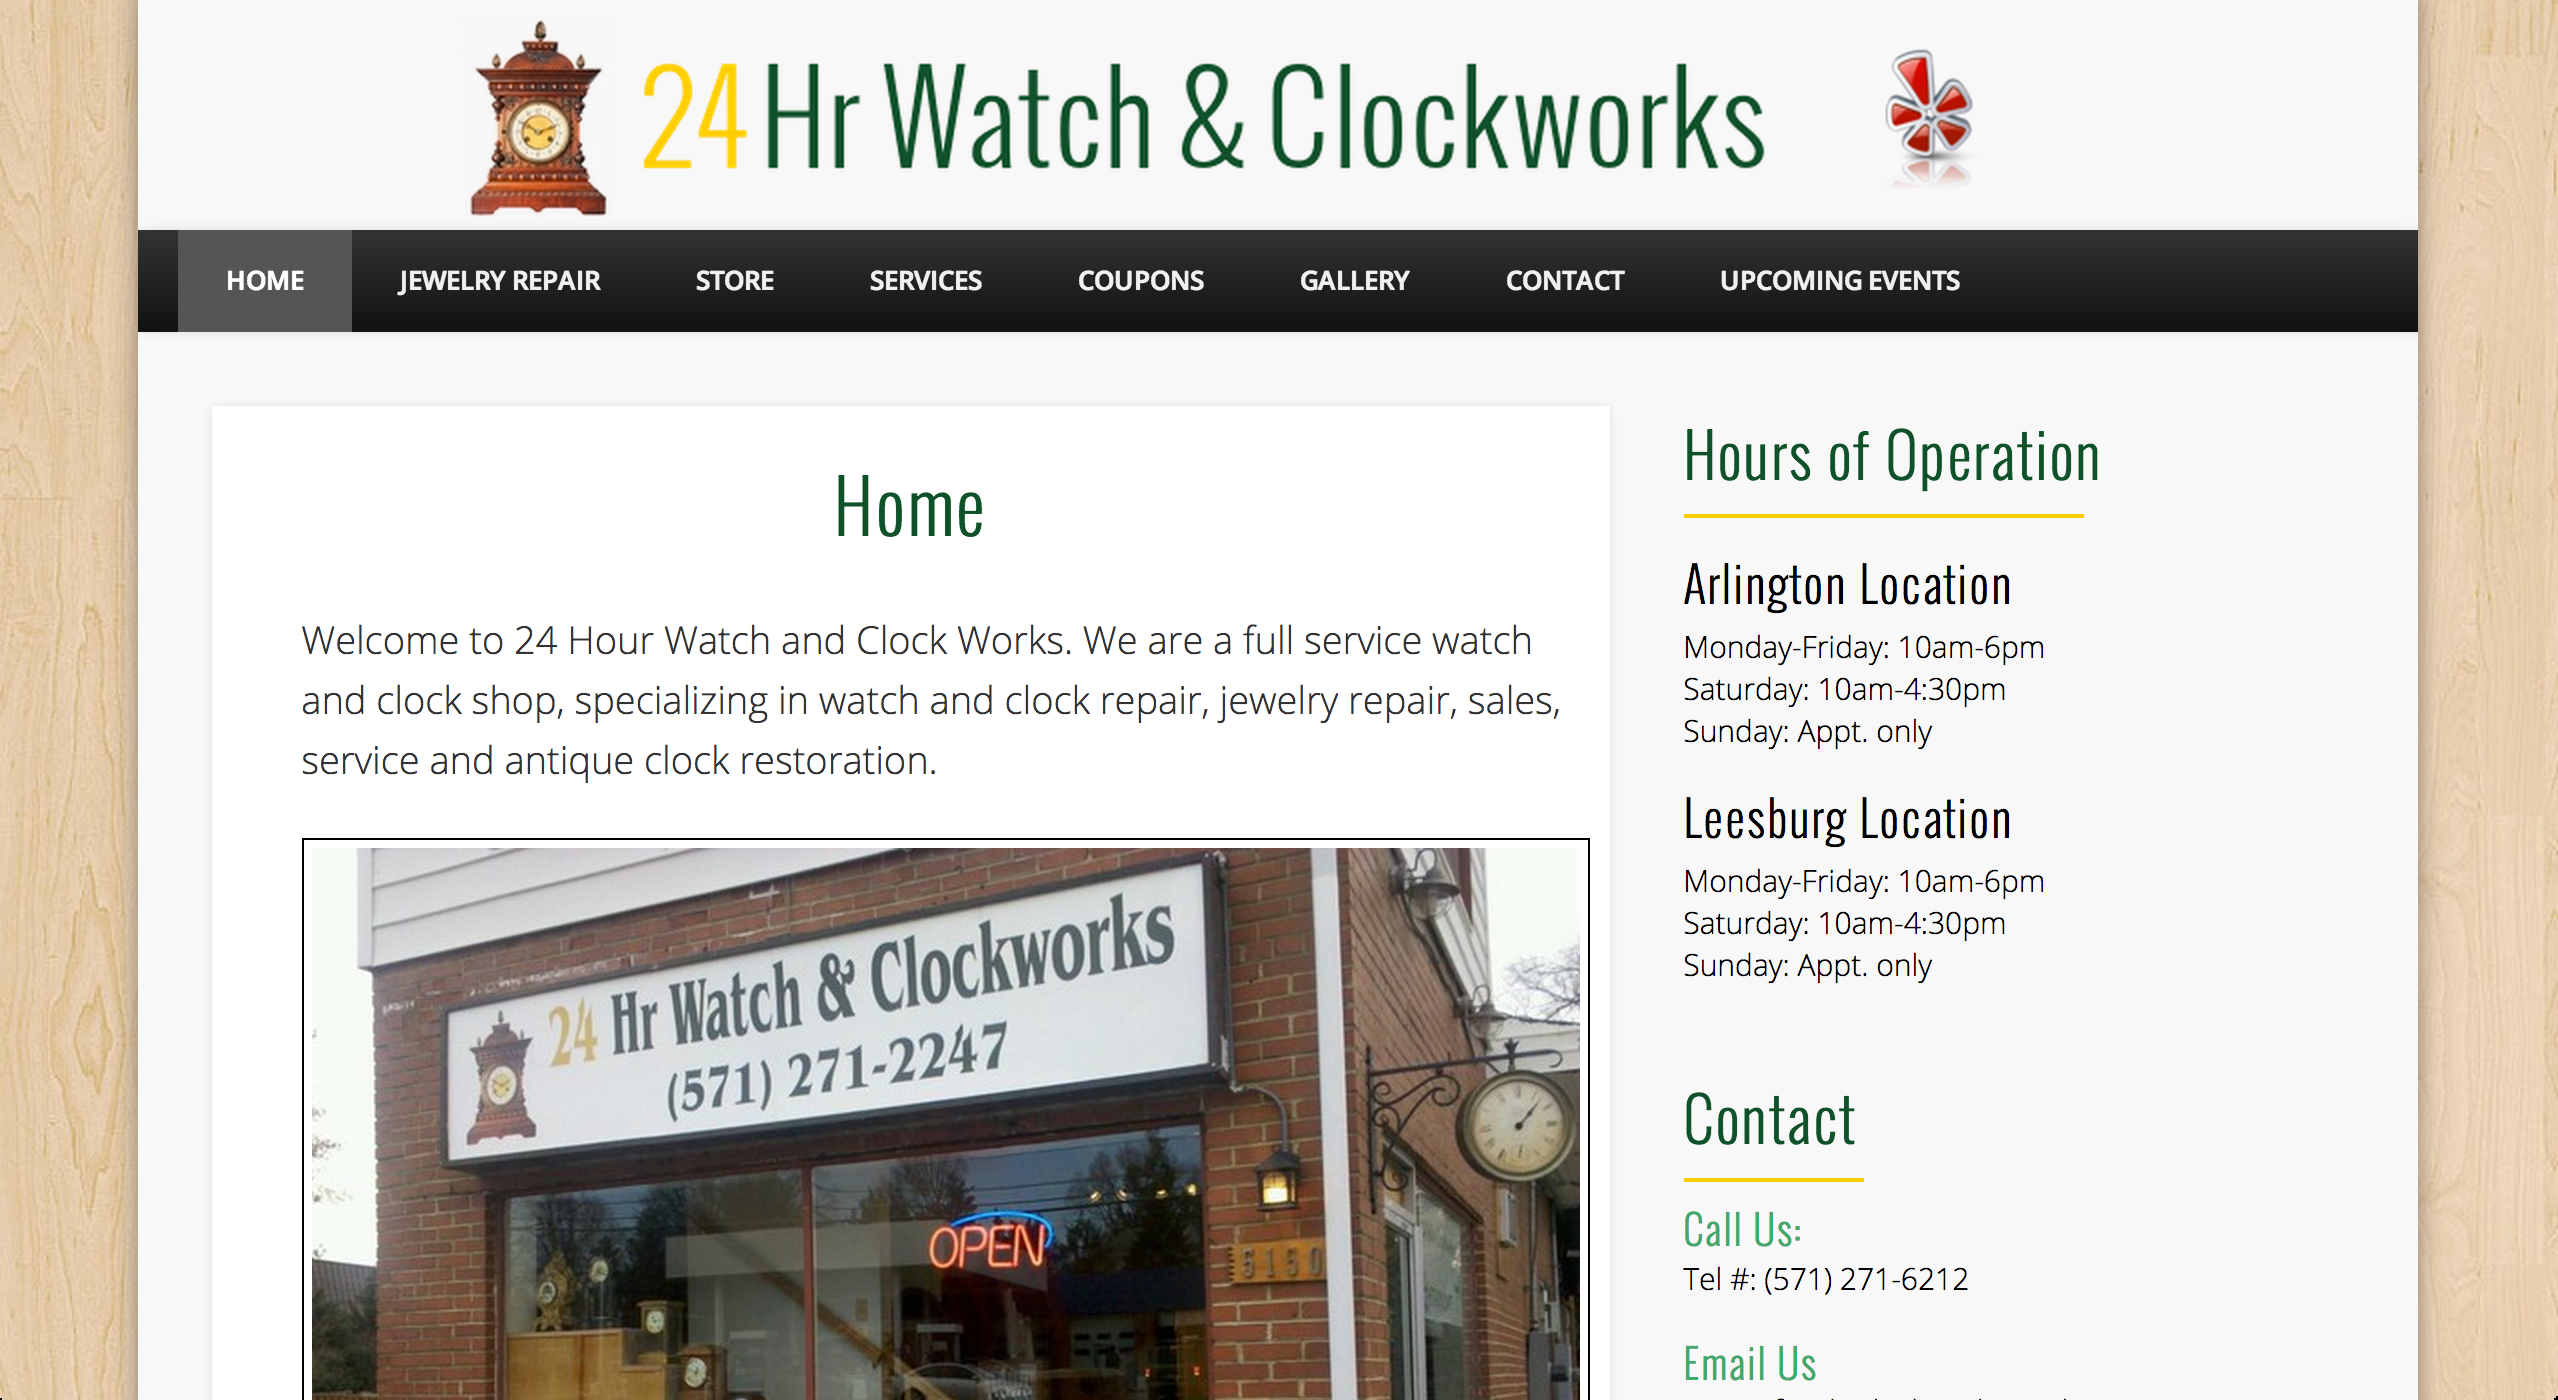 24 Hr Watch & Clockworks
HOME JEWELRY REPAIR STORE SERVICES COUPONS GALLERY CONTACT UPCOMING EVENTS
Home
Welcome to 24 Hour Watch and Clock Works. We are a full service watch
and clock shop, specializing in watch and clock repair, jewelry repair, sales,
service and antique clock restoration.
24 Hr Watch & Clockworks
(571) 271-2247
OPEN
5150
Hours of Operation
Arlington Location
Monday-Friday: 10am-6pm
Saturday: 10am-4:30pm
Sunday: Appt. only
Leesburg Location
Monday-Friday: 10am-6pm
Saturday: 10am-4:30pm
Sunday: Appt. only
Contact
Call Us:
Tel #: (571) 271-6212
Email Us